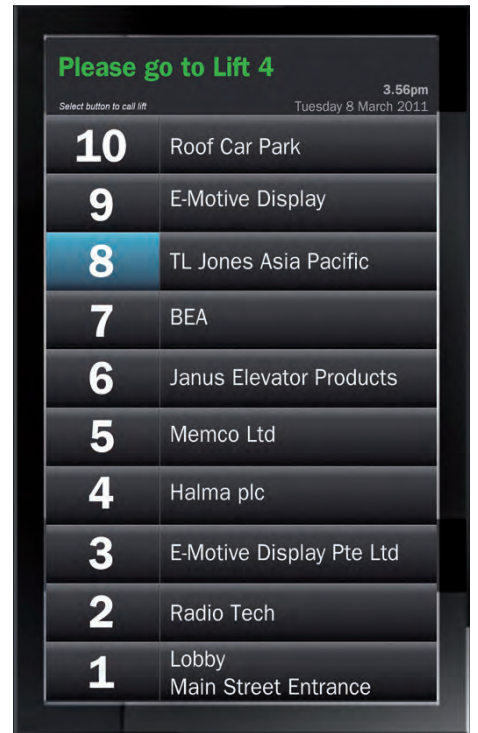 Please go to Lift 4
3.56pm
Select button to call lift
Tuesday 8 March 2011
10 Roof Car Park
9 E-Motive Display
8 TL Jones Asia Pacific
7 BEA
6 Janus Elevator Products
5 Memco Ltd
4 Halma plc
3 E-Motive Display Pte Ltd
2 Radio Tech
1 Lobby
Main Street Entrance